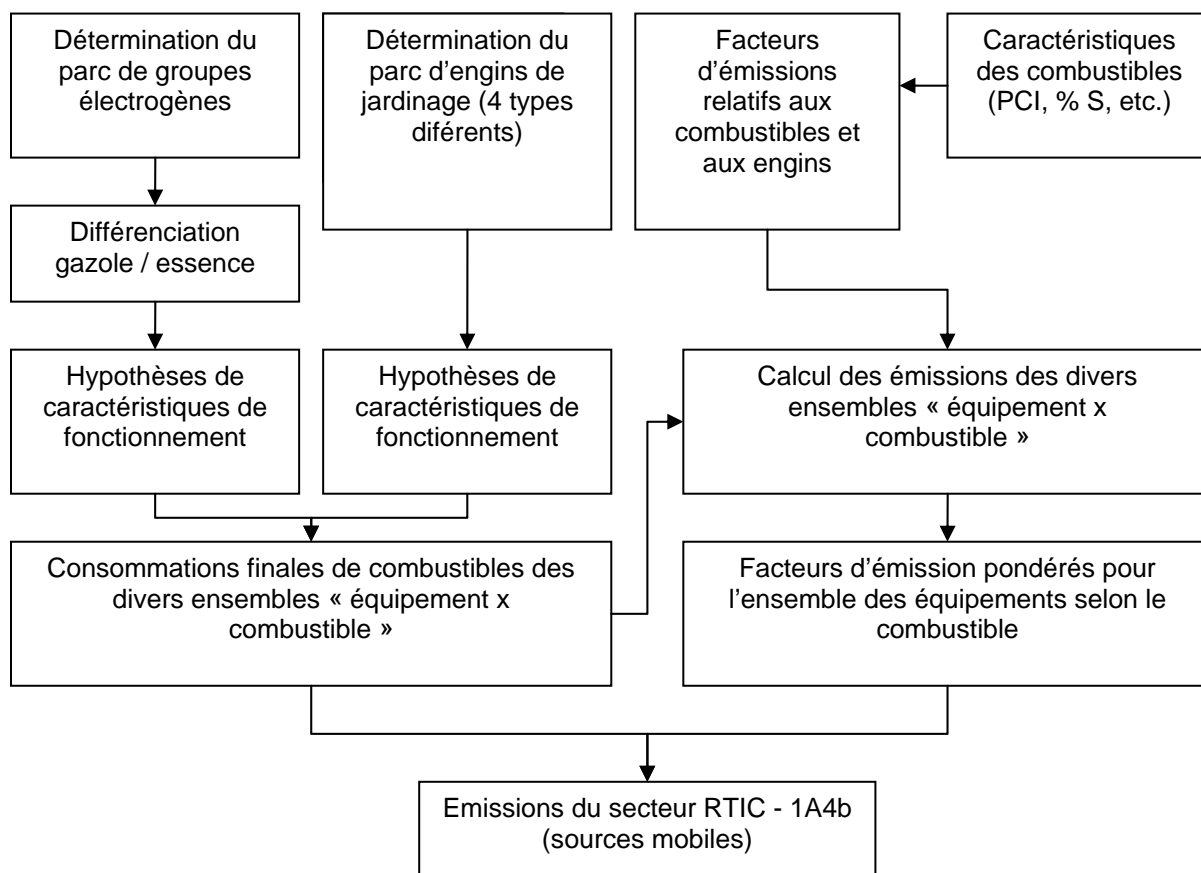 Détermination du
parc de groupes
électrogènes
Détermination du
parc d'engins de
jardinage (4 types
diférents)
Facteurs
d'émissions
relatifs aux
combustibles et
aux engins
Caractéristiques
des combustibles
(PCI, % S, etc.)
Différenciation
gazole / essence
Hypothèses de
caractéristiques de
fonctionnement
Hypothèses de
caractéristiques de
fonctionnement
Calcul des émissions des divers
ensembles « équipement x
combustible »
Consommations finales de combustibles des
divers ensembles « équipement x
combustible »
Facteurs d'émission pondérés pour
l'ensemble des équipements selon le
combustible
Emissions du secteur RTIC - 1A4b
(sources mobiles)